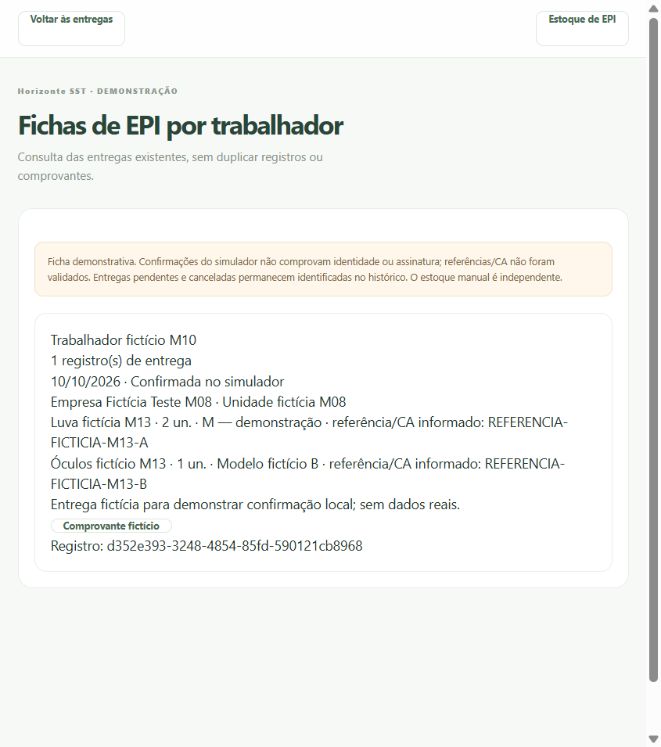 Voltar às entregas
Estoque de EPI
Horizonte SST · DEMONSTRAÇÃO
Fichas de EPI por trabalhador
Consulta das entregas existentes, sem duplicar registros ou
comprovantes.
Ficha demonstrativa. Confirmações do simulador não comprovam identidade ou assinatura; referências/CA não foram
validados. Entregas pendentes e canceladas permanecem identificadas no histórico. O estoque manual é independente.
Trabalhador fictício M10
1 registro(s) de entrega
10/10/2026 · Confirmada no simulador
Empresa Fictícia Teste M08 · Unidade fictícia M08
Luva fictícia M13 · 2 un. · M — demonstração · referência/CA informado: REFERENCIA-
FICTICIA-M13-A
Óculos fictício M13 · 1 un. · Modelo fictício B · referência/CA informado: REFERENCIA-
FICTICIA-M13-B
Entrega fictícia para demonstrar confirmação local; sem dados reais.
Comprovante fictício
Registro: d352e393-3248-4854-85fd-590121cb8968